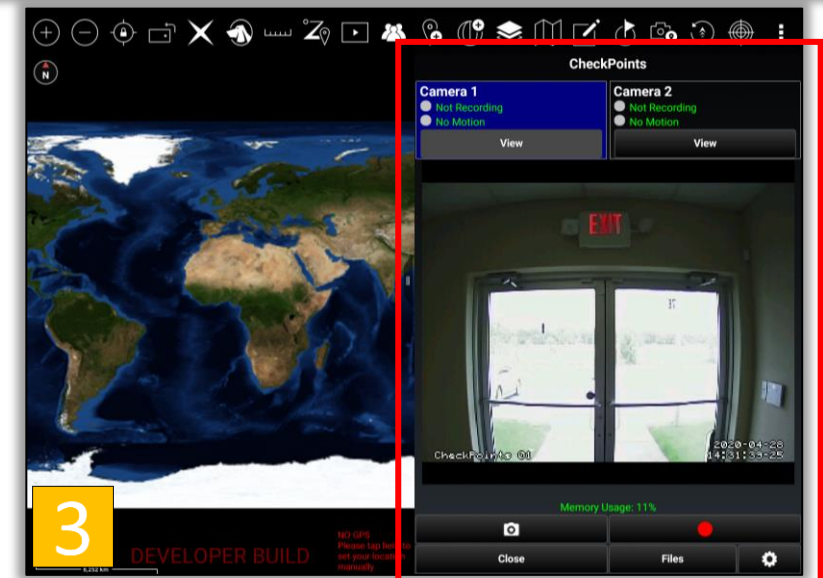 CheckPoints
N
Camera 1
Not Recording
No Motion
View
Camera 2
Not Recording
No Motion
View
EXIT
2020-04-28
CheckPoints 01
14:31:39-25
Memory Usage: 11%
3
DEVELOPER BUILD
NO GPS
Please tap here to
set your location
manually
Close
Files